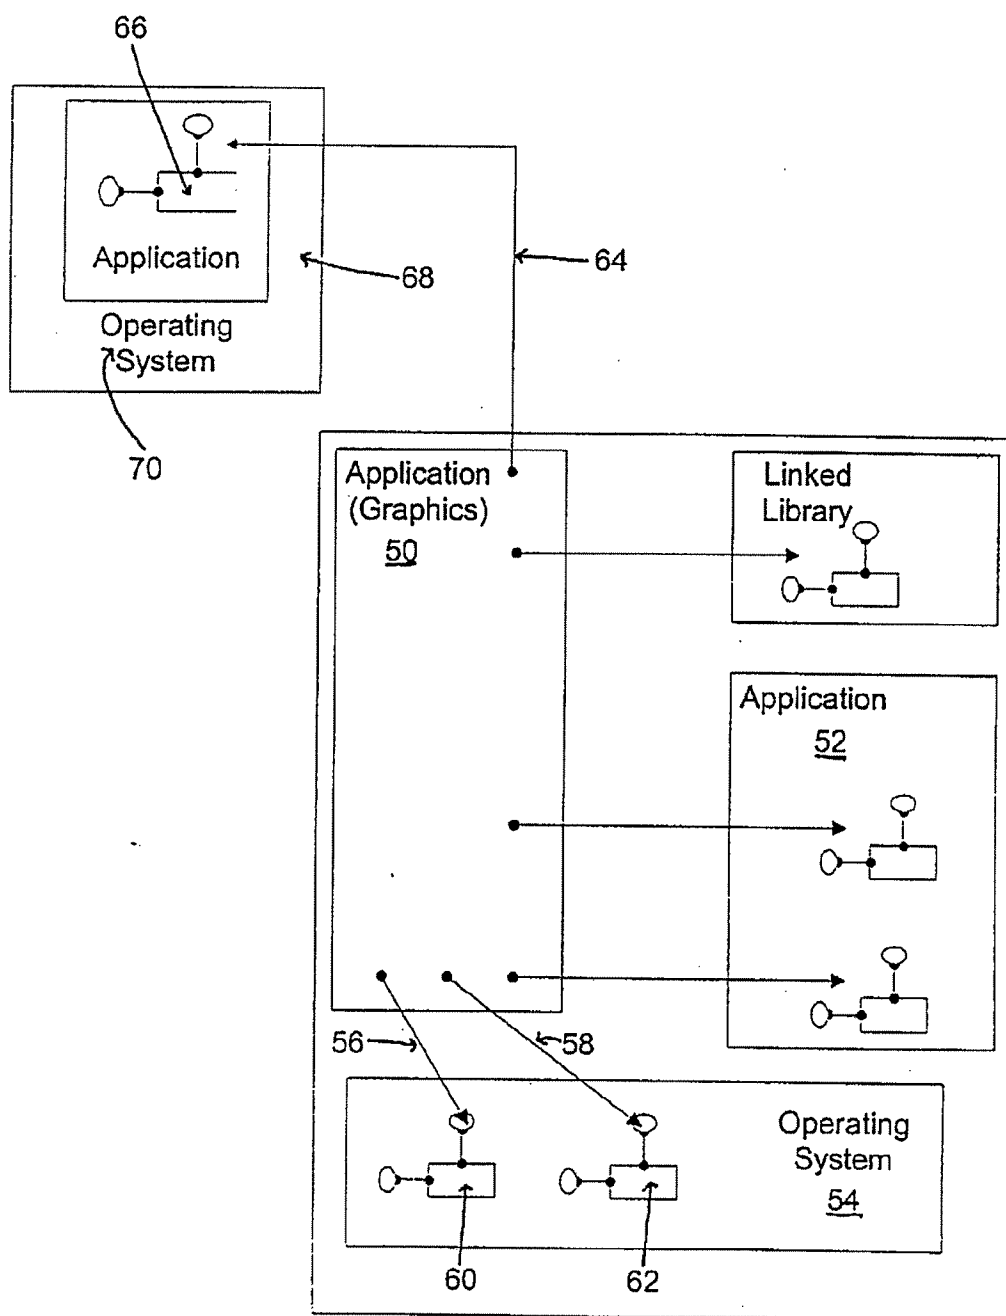 66
Application
68
64
Operating
System
70
Application
(Graphics)
50
Linked
Library
Application
52
56
58
Operating
System
54
60
62